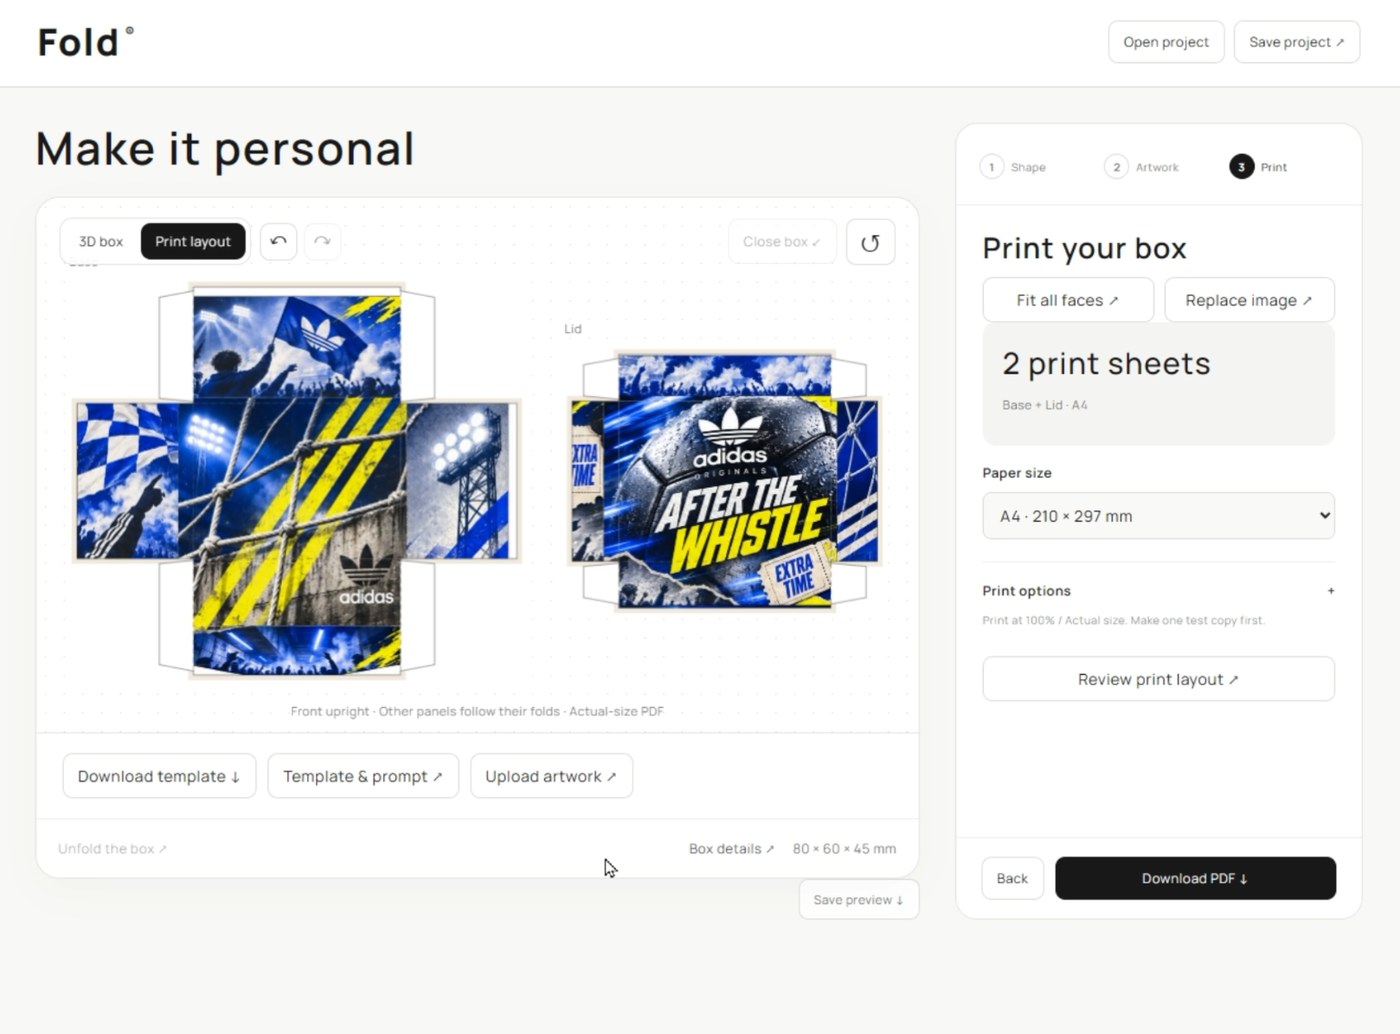 Fold®
Open project
Save project ↗
Make it personal
3D box
Print layout
Close box ↙
Base
Lid
adidas
EXTRA
TIME
adidas
ORIGINALS
AFTER THE
WHISTLE
EXTRA
TIME
Front upright · Other panels follow their folds · Actual-size PDF
Download template ↓
Template & prompt ↗
Upload artwork ↗
Unfold the box ↗
Box details ↗
80 × 60 × 45 mm
Save preview ↓
1 Shape
2 Artwork
3 Print
Print your box
Fit all faces ↗
Replace image ↗
2 print sheets
Base + Lid · A4
Paper size
A4 · 210 × 297 mm
Print options +
Print at 100% / Actual size. Make one test copy first.
Review print layout ↗
Back
Download PDF ↓